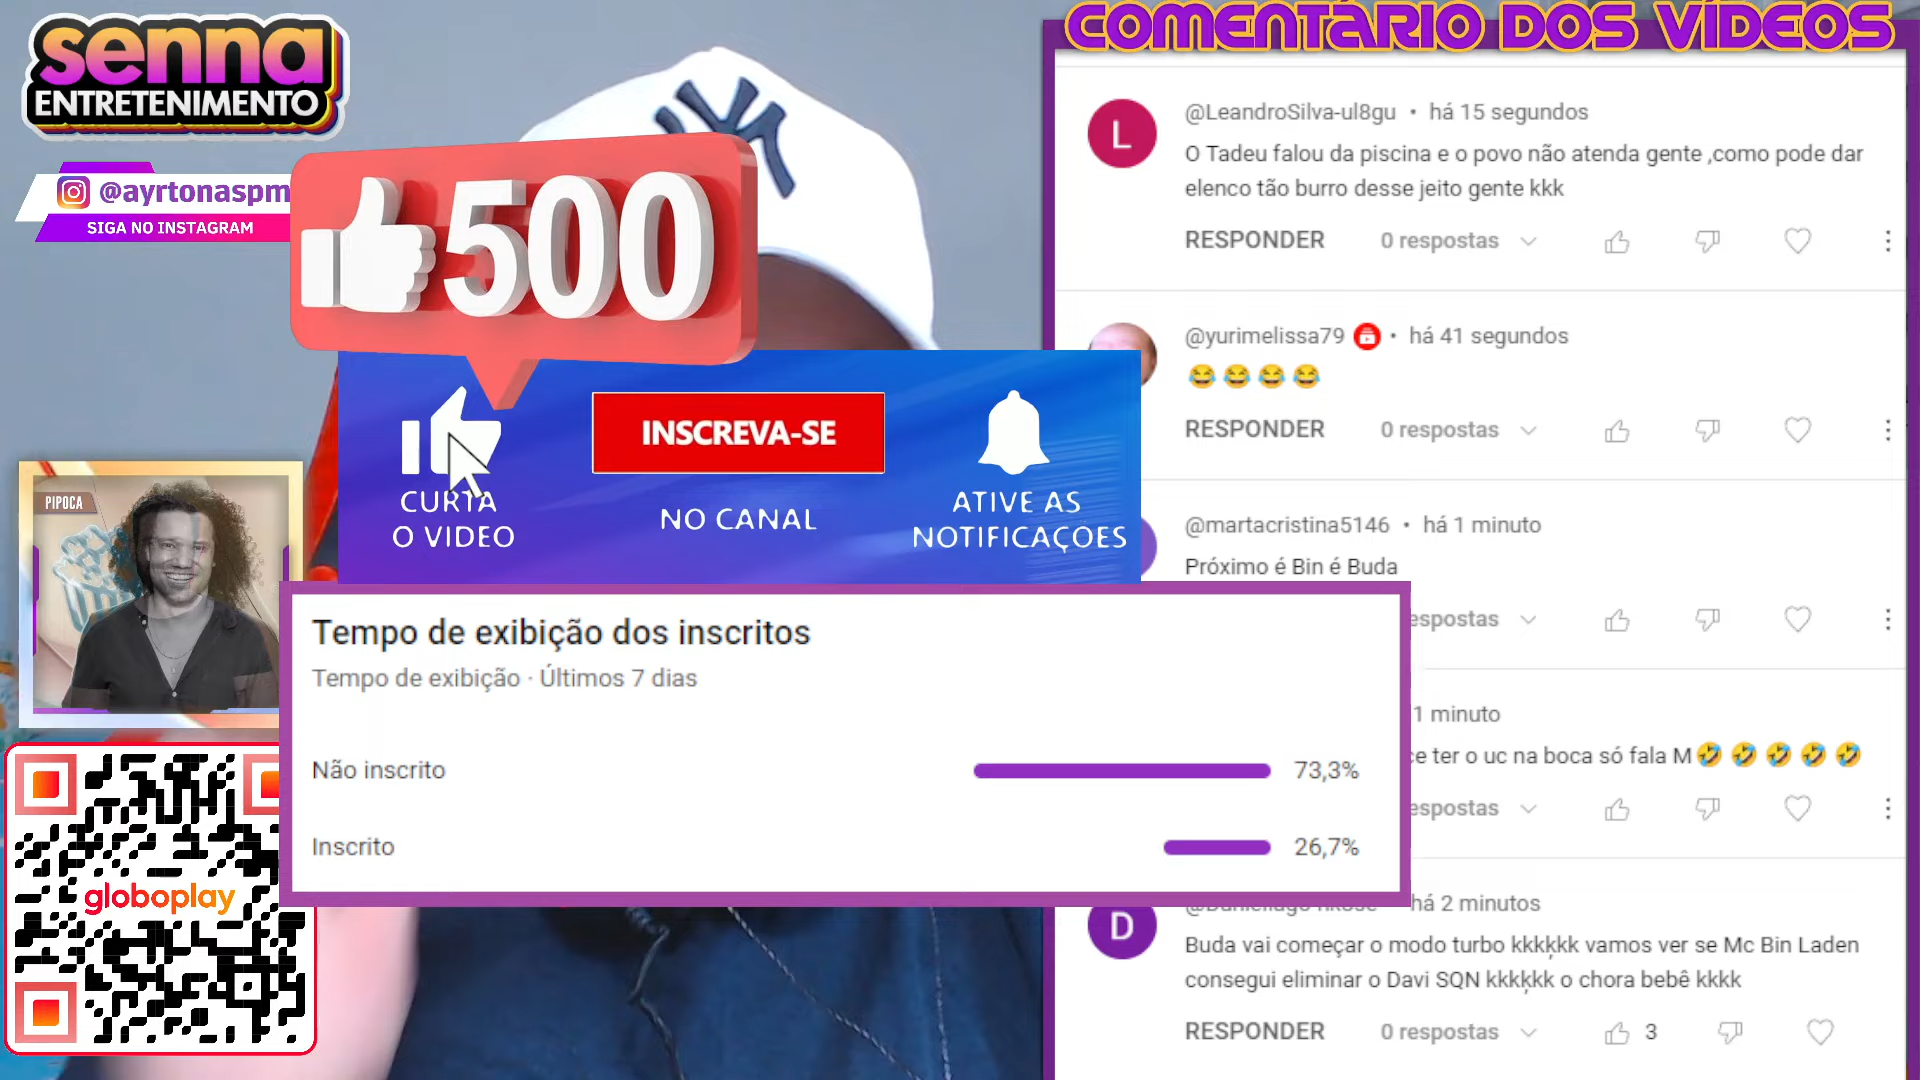 senna
ENTRETENIMENTO
@ayrtonaspm
SIGA NO INSTAGRAM
500
CURTA
O VIDEO
INSCREVA-SE
NO CANAL
ATIVE AS
NOTIFICAÇOES
PIPOCA
globoplay
Tempo de exibição dos inscritos
Tempo de exibição · Últimos 7 dias
Não inscrito 73,3%
Inscrito 26,7%
COMENTÁRIO DOS VÍDEOS
L
@LeandroSilva-ul8gu • há 15 segundos
O Tadeu falou da piscina e o povo não atenda gente ,como pode dar
elenco tão burro desse jeito gente kkk
RESPONDER 0 respostas
@yurimelissa79 • há 41 segundos
😂😂😂😂
RESPONDER 0 respostas
@martacristina5146 • há 1 minuto
Próximo é Bin é Buda
espostas
1 minuto
ter o uc na boca só fala M🤣🤣🤣🤣🤣
espostas
D
há 2 minutos
Buda vai começar o modo turbo kkkķkk vamos ver se Mc Bin Laden
consegui eliminar o Davi SQN kkkķkk o chora bebê kkkk
RESPONDER 0 respostas 3